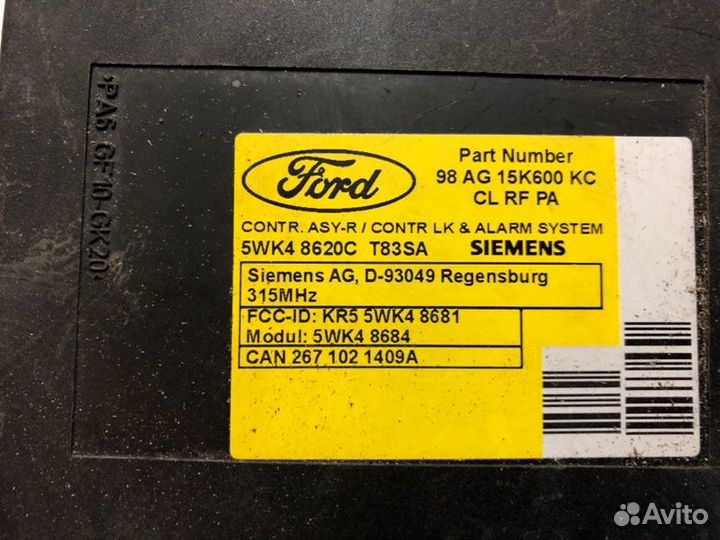 >PA6 GF10-GK20<
Ford
Part Number
98 AG 15K600 KC
CL RF PA
CONTR. ASY-R / CONTR LK & ALARM SYSTEM
5WK4 8620C T83SA SIEMENS
Siemens AG, D-93049 Regensburg
315MHz
FCC-ID: KR5 5WK4 8681
Modul: 5WK4 8684
CAN 267 102 1409A
Avito